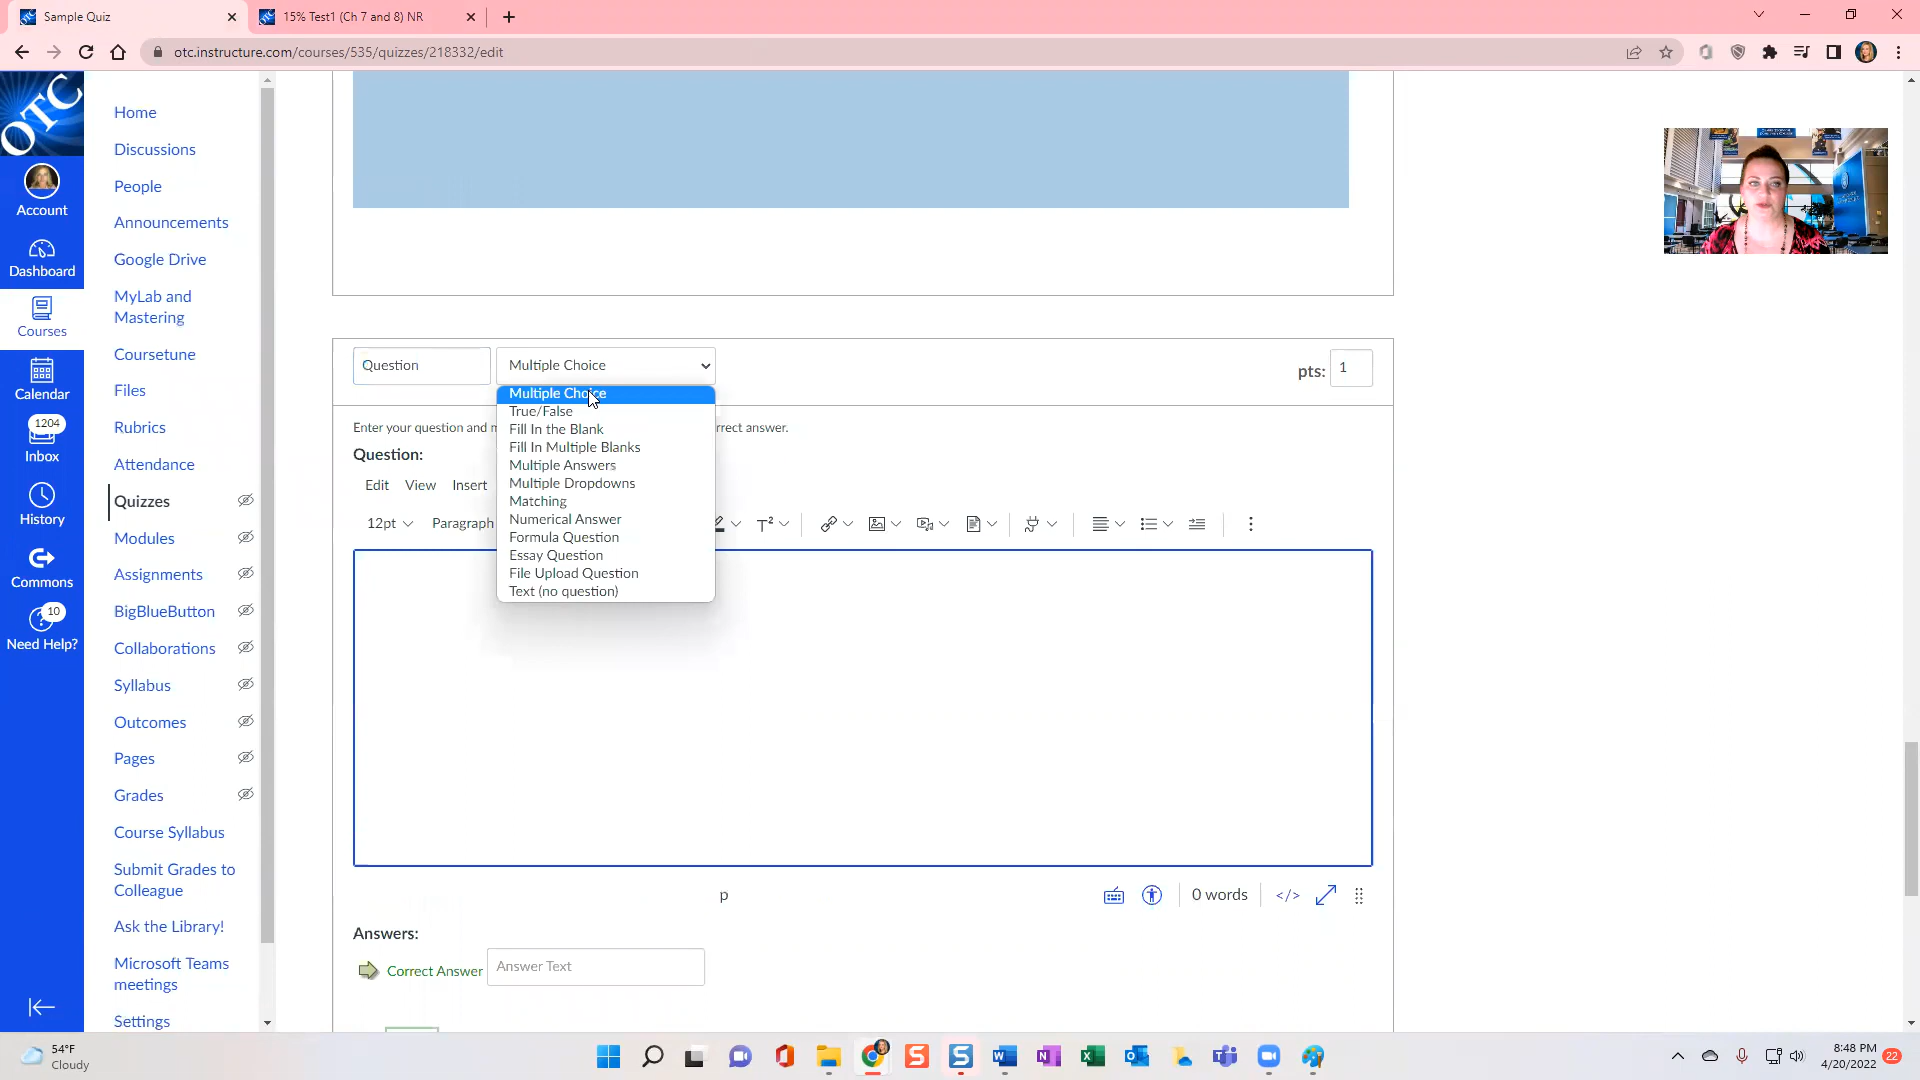 Sample Quiz
15% Test1 (Ch 7 and 8) NR
otc.instructure.com/courses/535/quizzes/218332/edit
OTC
Account
Dashboard
Courses
Calendar
1204
Inbox
History
Commons
10
Need Help?
Home
Discussions
People
Announcements
Google Drive
MyLab and
Mastering
Coursetune
Files
Rubrics
Attendance
Quizzes
Modules
Assignments
BigBlueButton
Collaborations
Syllabus
Outcomes
Pages
Grades
Course Syllabus
Submit Grades to
Colleague
Ask the Library!
Microsoft Teams
meetings
Settings
Question
Multiple Choice
pts: 1
Multiple Choice
True/False
Fill In the Blank
Fill In Multiple Blanks
Multiple Answers
Multiple Dropdowns
Matching
Numerical Answer
Formula Question
Essay Question
File Upload Question
Text (no question)
Enter your question and m
rrect answer.
Question:
Edit View Insert
12pt Paragraph
p
0 words </>
Answers:
Correct Answer Answer Text
54°F
Cloudy
8:48 PM
4/20/2022
22